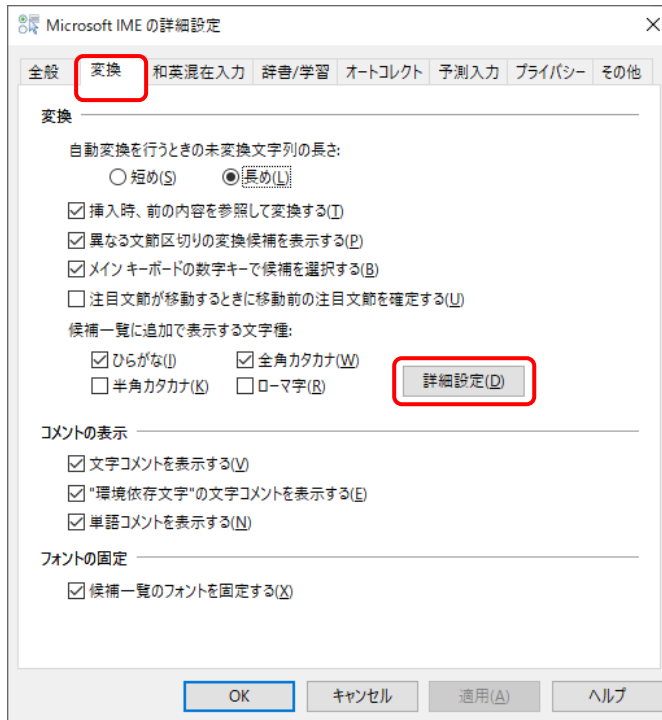 Microsoft IME の詳細設定
全般 変換 和英混在入力 辞書/学習 オートコレクト 予測入力 プライバシー その他
変換
自動変換を行うときの未変換文字列の長さ:
短め(S) 長め(L)
挿入時、前の内容を参照して変換する(T)
異なる文節区切りの変換候補を表示する(P)
メイン キーボードの数字キーで候補を選択する(B)
注目文節が移動するときに移動前の注目文節を確定する(U)
候補一覧に追加で表示する文字種:
ひらがな(I) 全角カタカナ(W)
半角カタカナ(K) ローマ字(R)
詳細設定(D)
コメントの表示
文字コメントを表示する(V)
"環境依存文字"の文字コメントを表示する(E)
単語コメントを表示する(N)
フォントの固定
候補一覧のフォントを固定する(X)
OK キャンセル 適用(A) ヘルプ